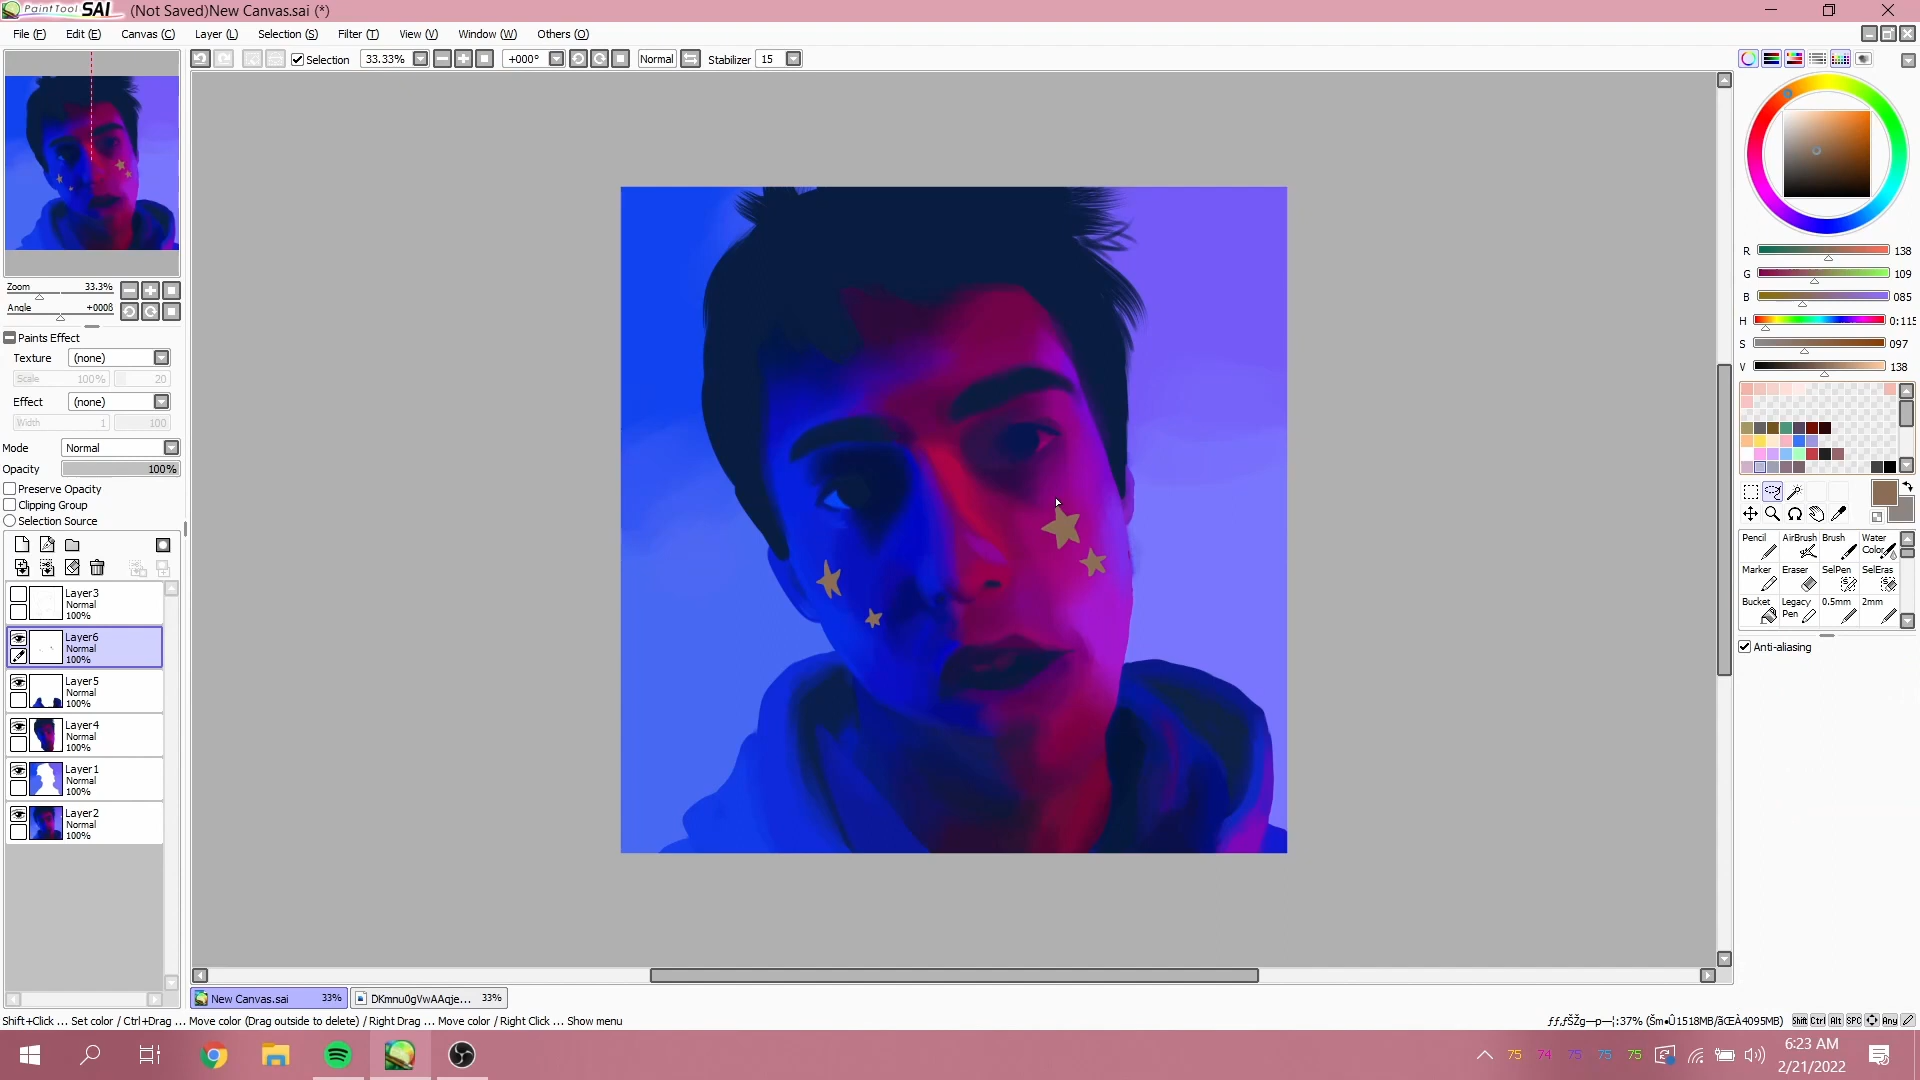 PaintTool SAI (Not Saved)New Canvas.sai (*)
File (F) Edit (E) Canvas (C) Layer (L) Selection (S) Filter (T) View (V) Window (W) Others (O)
Selection 33.33% +000° Normal Stabilizer 15
Zoom 33.3%
Angle +000ß
Paints Effect
Texture (none)
Scale 100% 20
Effect (none)
Width 1 100
Mode Normal
Opacity 100%
Preserve Opacity
Clipping Group
Selection Source
Layer3
Normal
100%
Layer6
Normal
100%
Layer5
Normal
100%
Layer4
Normal
100%
Layer1
Normal
100%
Layer2
Normal
100%
R 138
G 109
B 085
H 0:115
S 097
V 138
Pencil AirBrush Brush Water Color
Marker Eraser SelPen SelEras
Bucket Legacy Pen 0.5mm 2mm
Anti-aliasing
New Canvas.sai 33% DKmnu0gVwAAqje... 33%
Shift+Click ... Set color / Ctrl+Drag ... Move color (Drag outside to delete) / Right Drag ... Move color / Right Click ... Show menu
Shift Ctrl Alt SPC Any
75 74 75 75 75
6:23 AM
2/21/2022